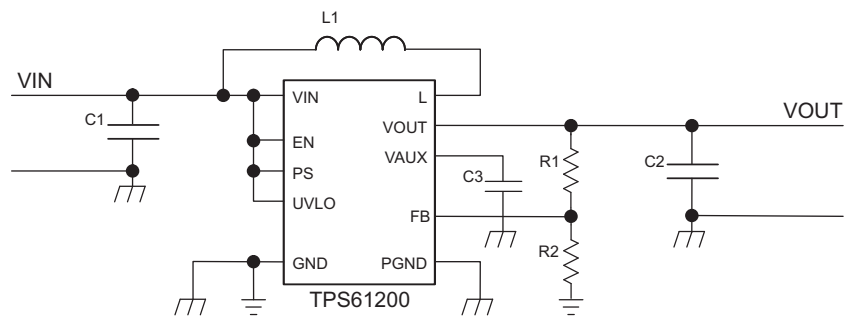 L1
VIN
VIN
L
C1
VOUT
VOUT
EN
VAUX
R1
C2
PS
C3
UVLO
FB
R2
GND
PGND
TPS61200